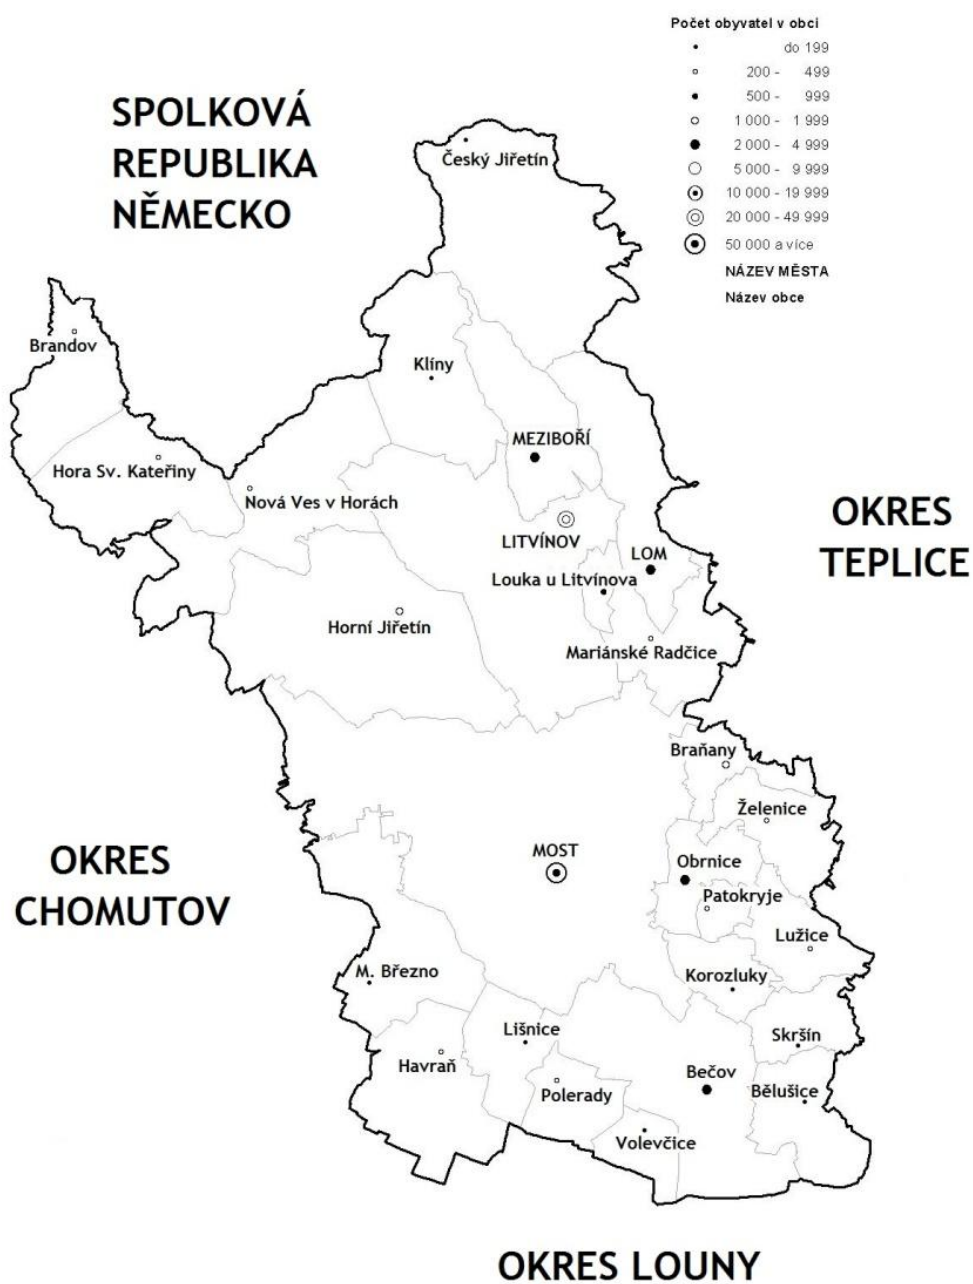 Počet obyvatel v obci
do 199
200 - 499
500 - 999
1 000 - 1 999
2 000 - 4 999
5 000 - 9 999
10 000 - 19 999
20 000 - 49 999
50 000 a více
NÁZEV MĚSTA
Název obce
SPOLKOVÁ
REPUBLIKA
NĚMECKO
Český Jiřetín
Brandov
Klíny
MEZIBOŘÍ
Hora Sv. Kateřiny
Nová Ves v Horách
OKRES
TEPLICE
LITVÍNOV
LOM
Louka u Litvínova
Horní Jiřetín
Mariánské Radčice
Braňany
Želenice
MOST
Obrnice
OKRES
CHOMUTOV
Patokryje
Lužice
M. Březno
Korozluky
Lišnice
Skršín
Havraň
Bečov
Polerady
Bělušice
Volevčice
OKRES LOUNY